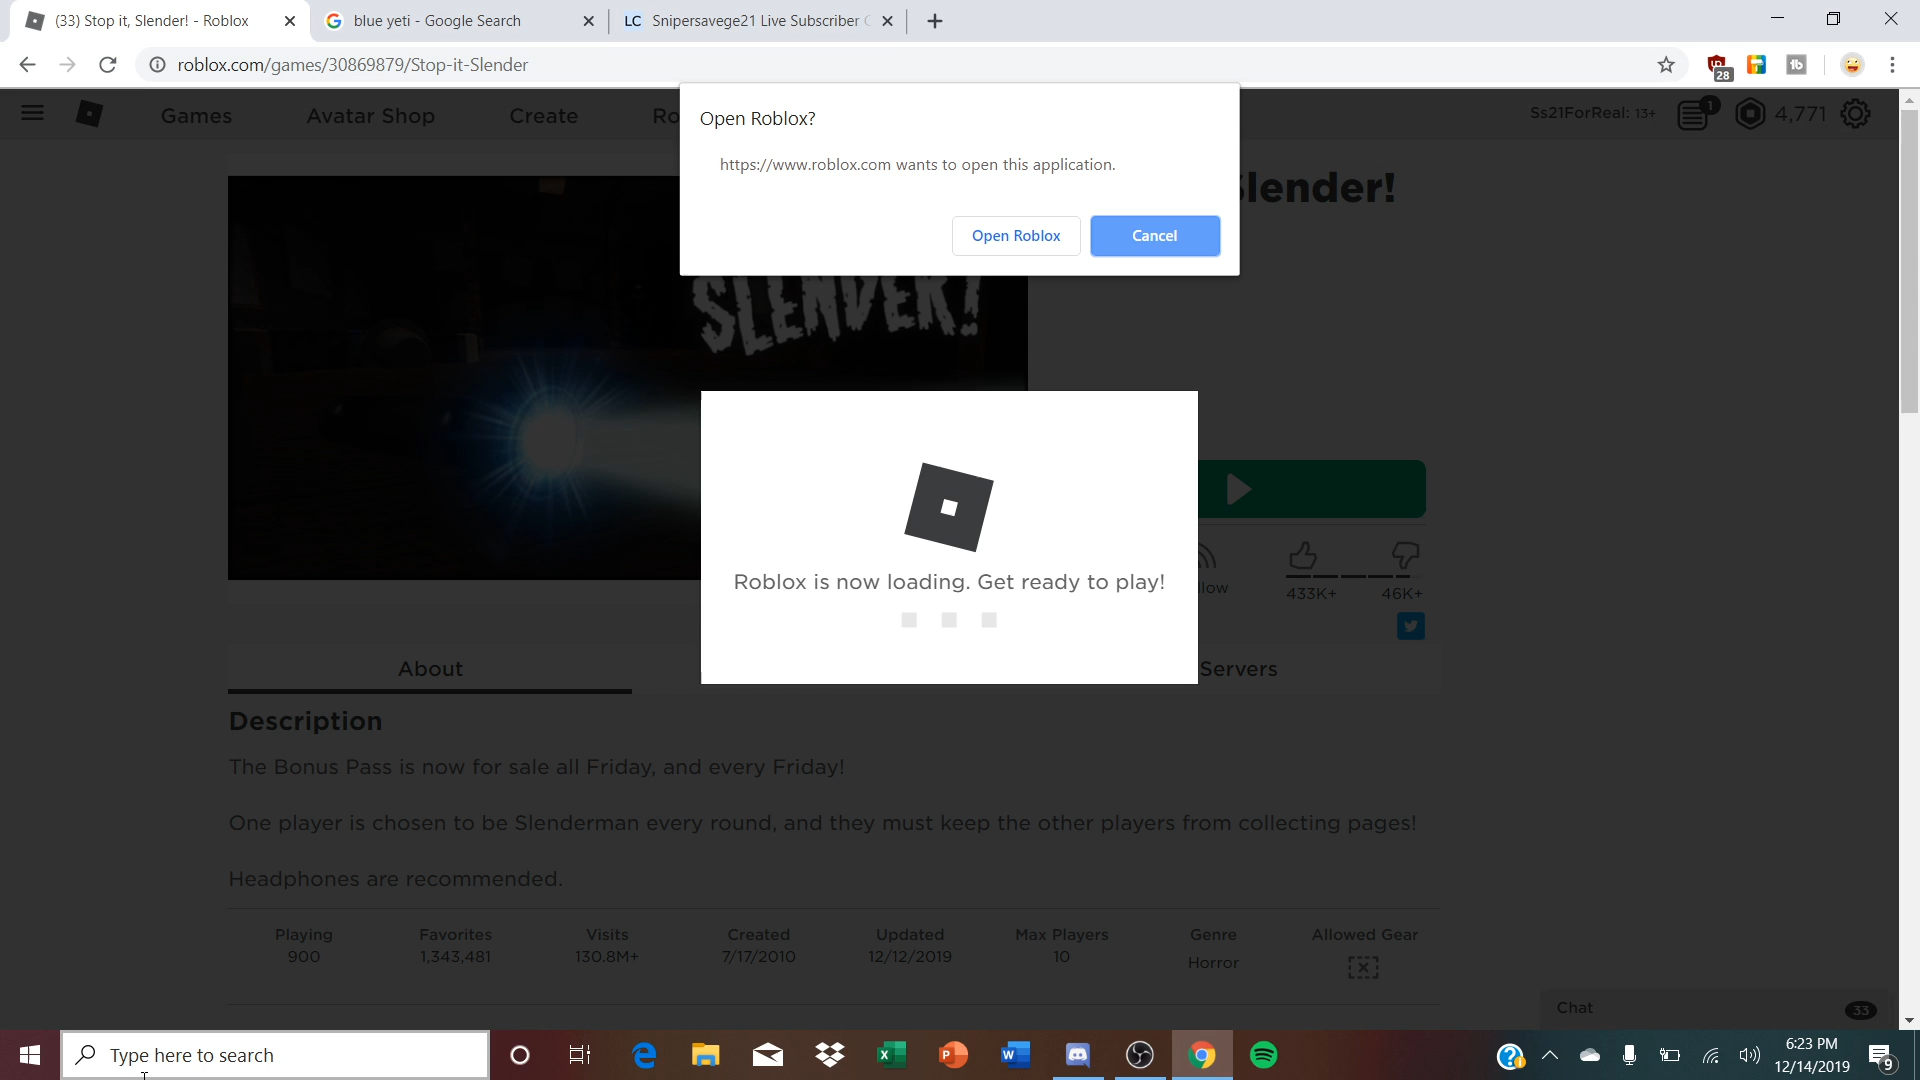 (33) Stop it, Slender! - Roblox
blue yeti - Google Search
LC Snipersavege21 Live Subscriber C
roblox.com/games/30869879/Stop-it-Slender
28
Games
Avatar Shop
Create
Ro
Ss21ForReal: 13+
1
4,771
Open Roblox?
https://www.roblox.com wants to open this application.
Open Roblox
Cancel
Slender!
SLENDER!
Roblox is now loading. Get ready to play!
low
433K+
46K+
About
Servers
Description
The Bonus Pass is now for sale all Friday, and every Friday!
One player is chosen to be Slenderman every round, and they must keep the other players from collecting pages!
Headphones are recommended.
Playing
Favorites
Visits
Created
Updated
Max Players
Genre
Allowed Gear
900
1,343,481
130.8M+
7/17/2010
12/12/2019
10
Horror
Chat
33
Type here to search
6:23 PM
12/14/2019
9